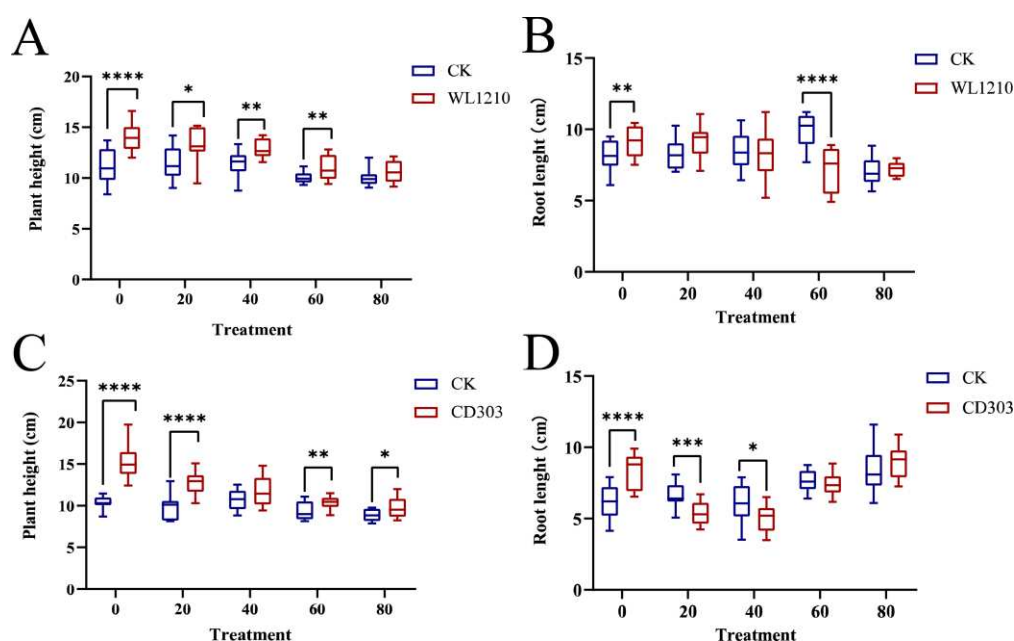 A
Plant height (cm)
20
15
10
5
0
****
*
**
**
CK
WL1210
0 20 40 60 80
Treatment
B
Root lenght (cm)
15
10
5
0
**
****
CK
WL1210
0 20 40 60 80
Treatment
C
Plant height (cm)
25
20
15
10
5
0
****
****
**
*
CK
CD303
0 20 40 60 80
Treatment
D
Root lenght (cm)
15
10
5
0
****
***
*
CK
CD303
0 20 40 60 80
Treatment